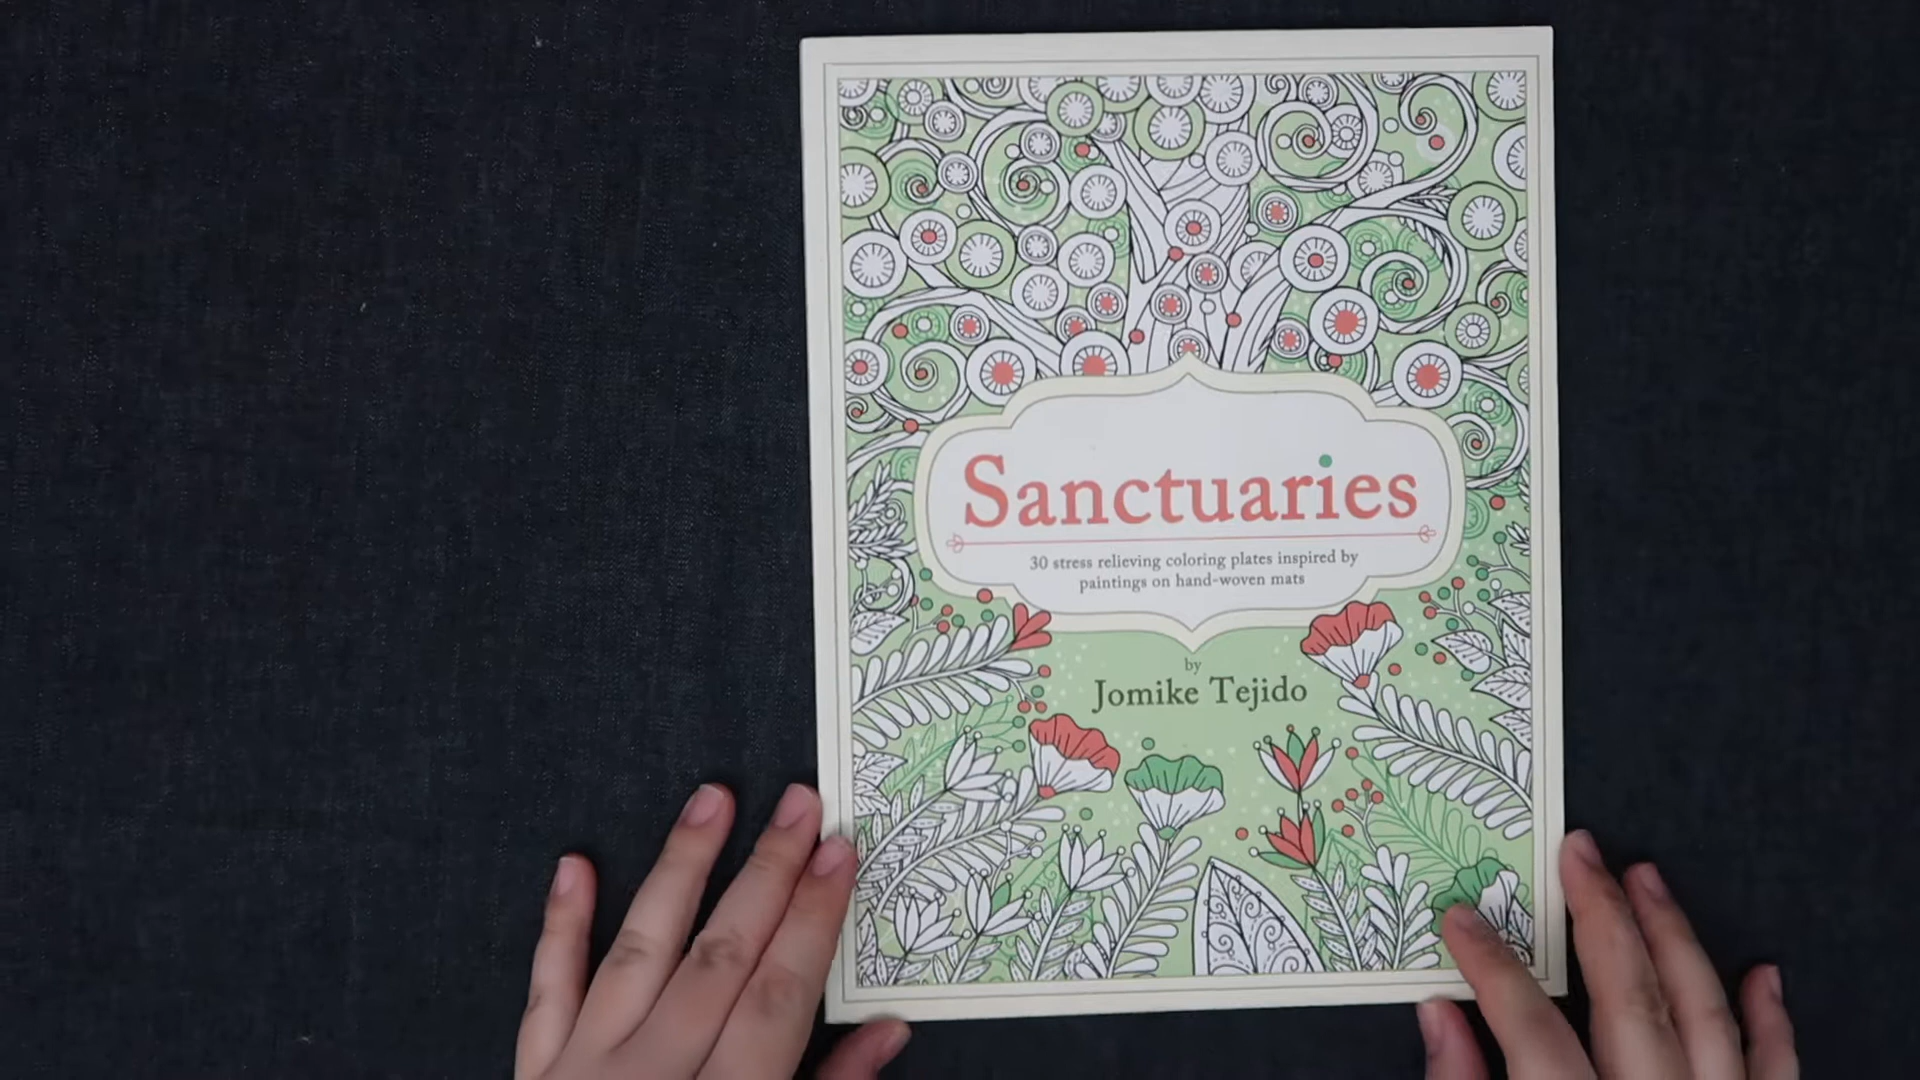 Sanctuaries
30 stress relieving coloring plates inspired by
paintings on hand-woven mats
by
Jomike Tejido